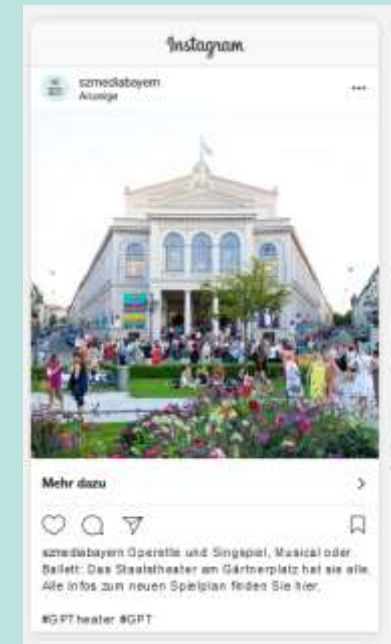 Instagram
szmediabayern
Anzeige
Mehr dazu
szmediabayern Operette und Singspiel, Musical oder
Ballett: Das Staatstheater am Gärtnerplatz hat sie alle.
Alle Infos zum neuen Spielplan finden Sie hier.
#GPTheater #GPT